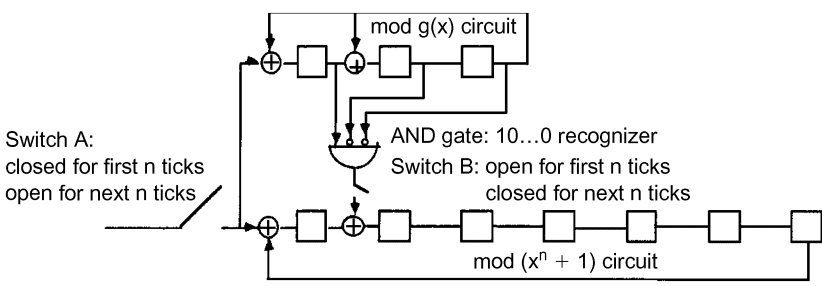 mod g(x) circuit
Switch A:
closed for first n ticks
open for next n ticks
AND gate: 10...0 recognizer
Switch B: open for first n ticks
closed for next n ticks
mod (xⁿ + 1) circuit